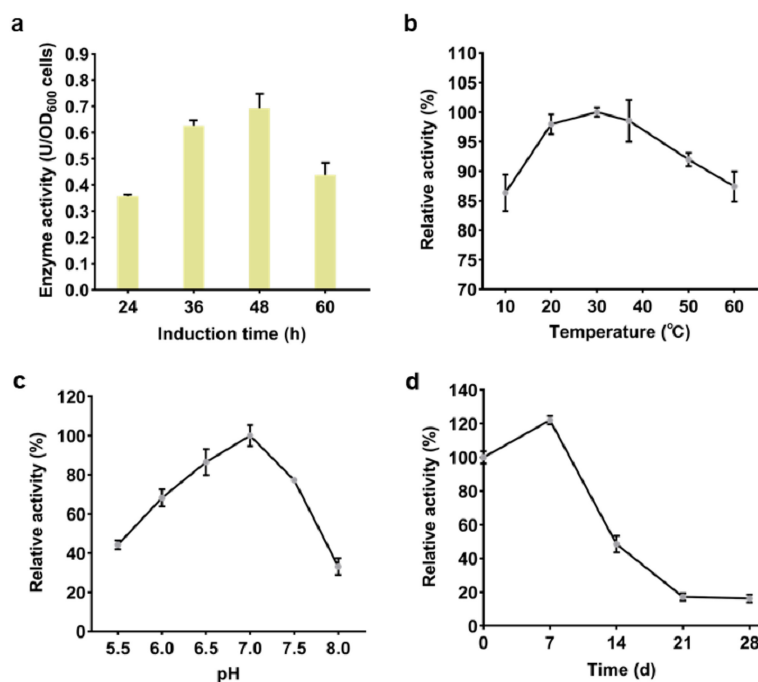 a
Enzyme activity (U/OD600 cells)
0.9
0.8
0.7
0.6
0.5
0.4
0.3
0.2
0.1
0.0
24 36 48 60
Induction time (h)
b
Relative activity (%)
110
105
100
95
90
85
80
75
70
10 20 30 40 50 60
Temperature (℃)
c
Relative activity (%)
120
100
80
60
40
20
0
5.5 6.0 6.5 7.0 7.5 8.0
pH
d
Relative activity (%)
140
120
100
80
60
40
20
0
0 7 14 21 28
Time (d)